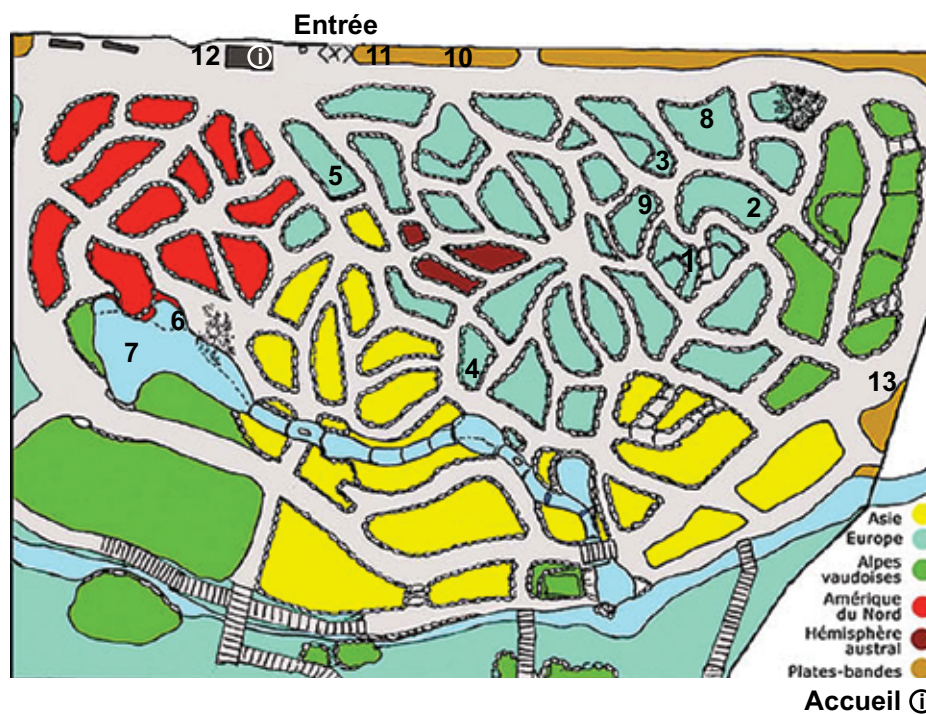 Entrée
12 ⓘ 11 10
8
3
5
9
2
1
6
7
4
13
Asie
Europe
Alpes
vaudoises
Amérique
du Nord
Hémisphère
austral
Plates-bandes
Accueil ⓘ